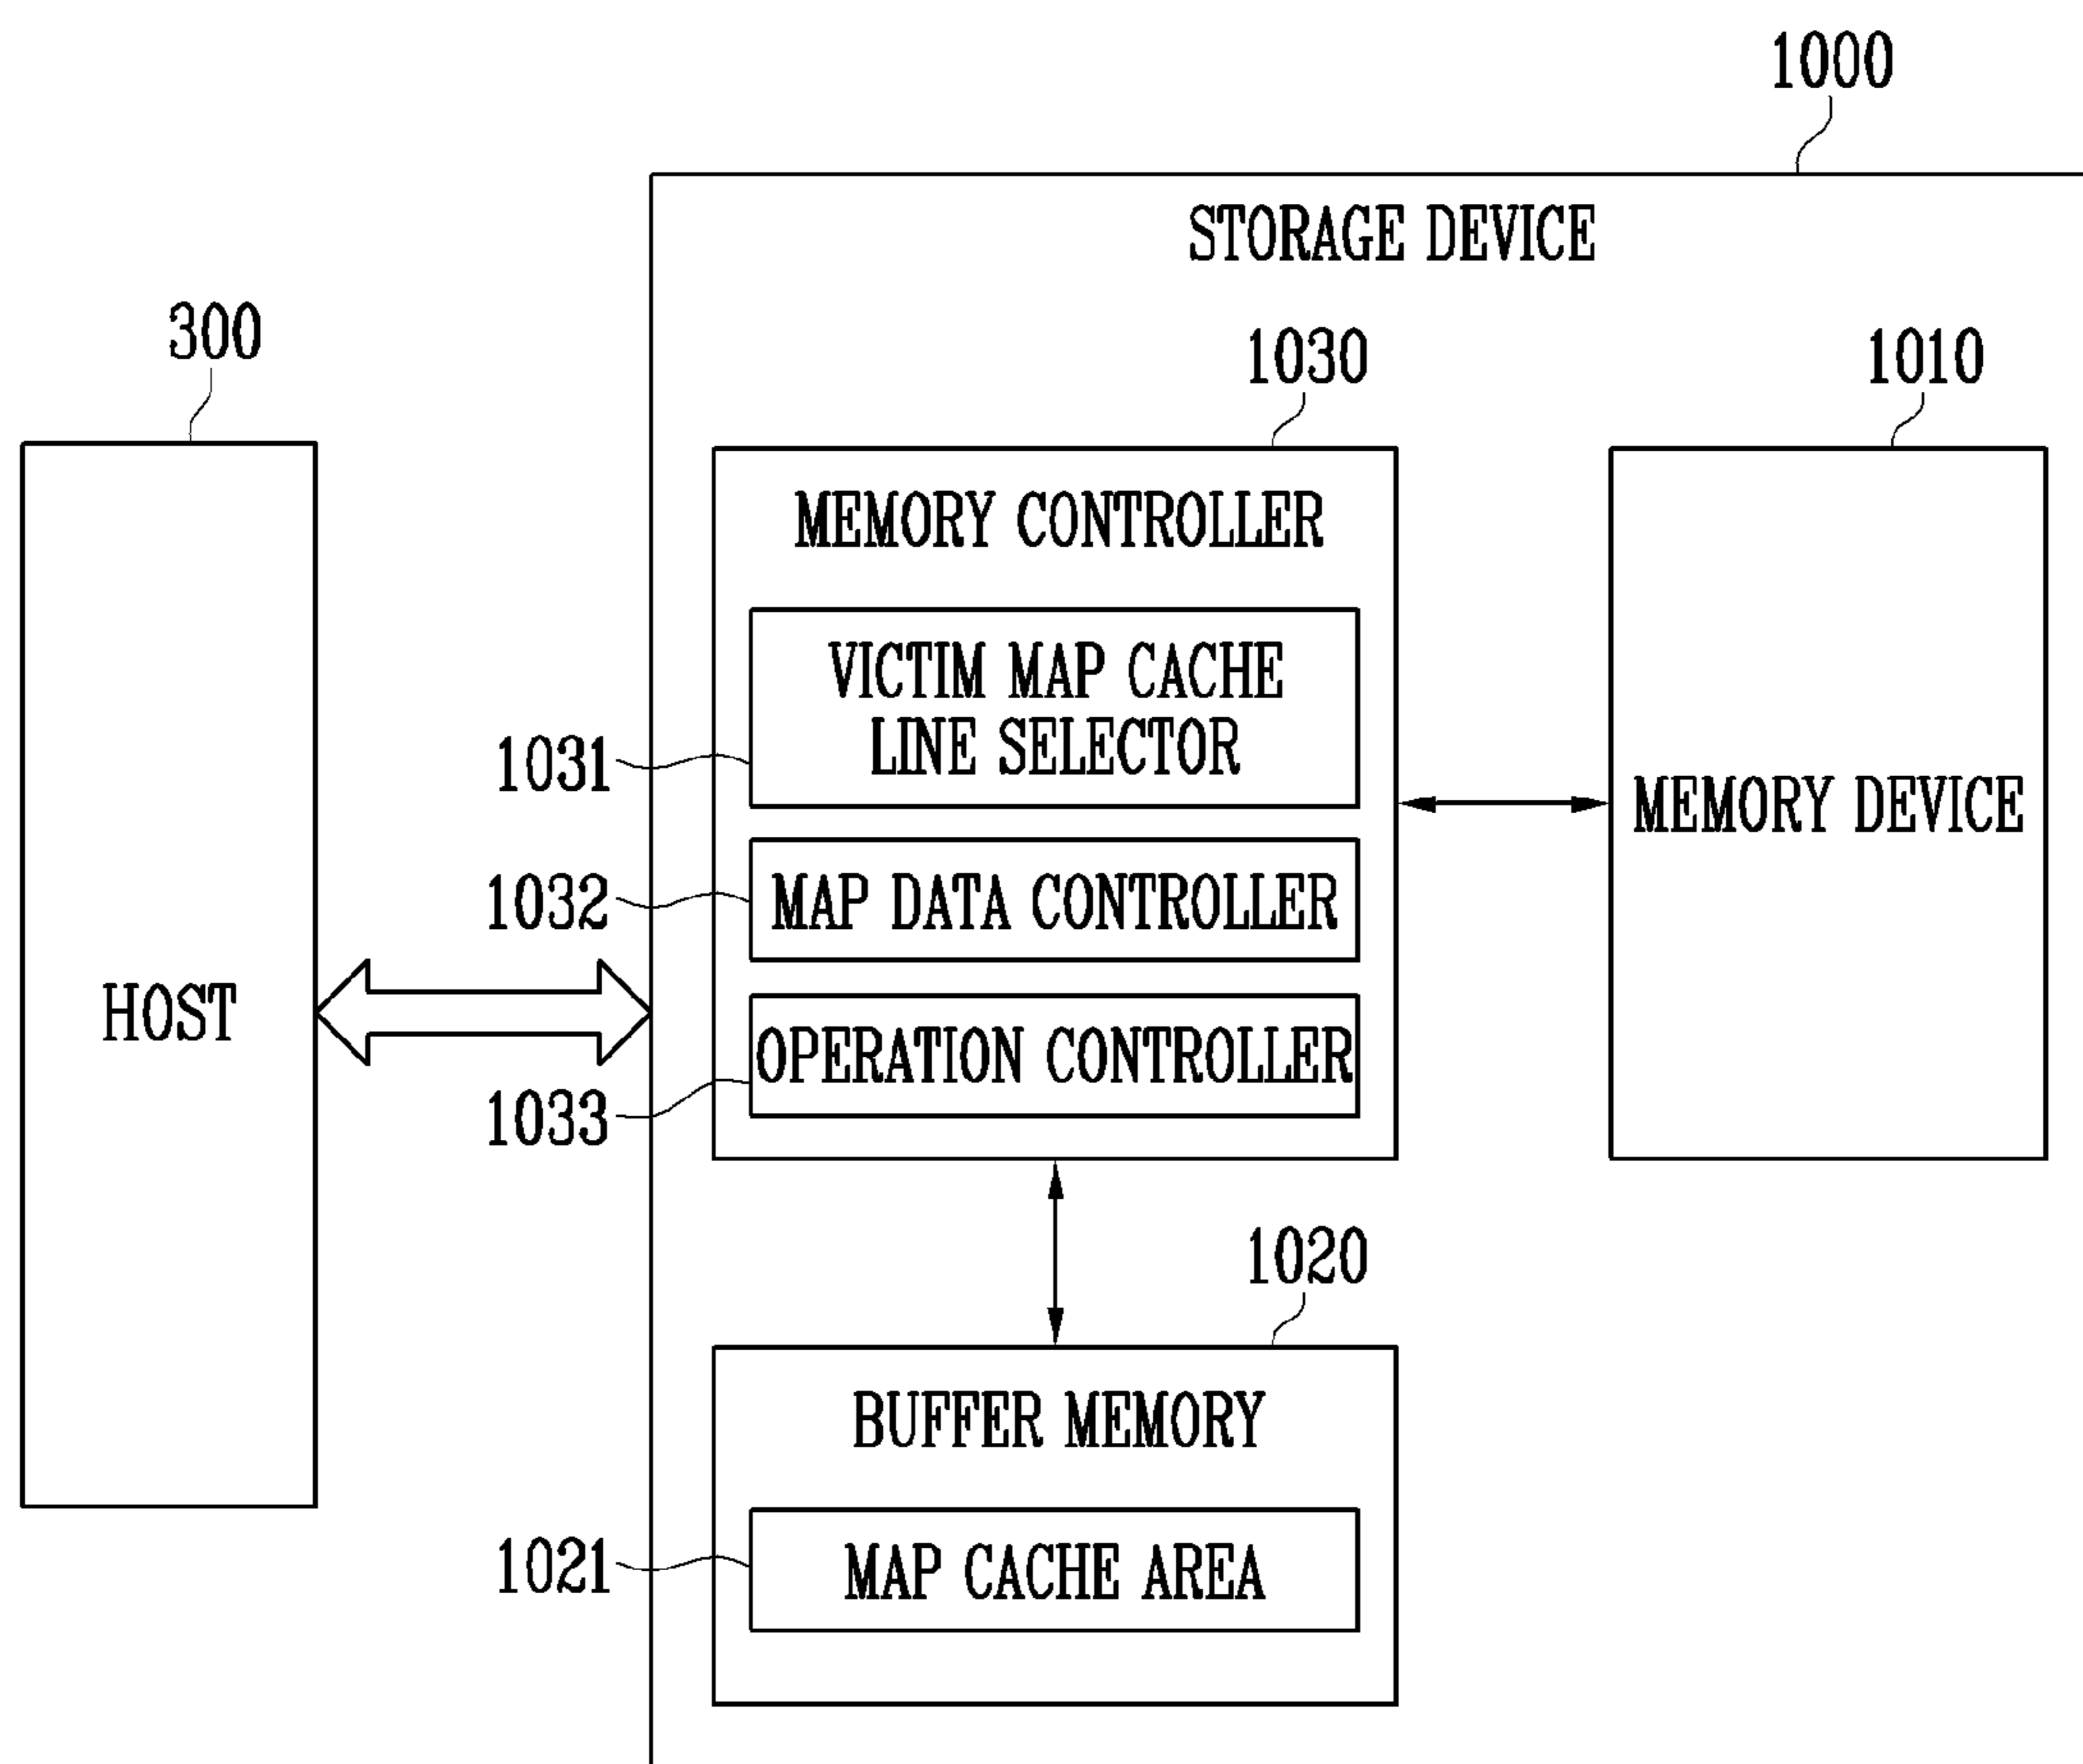 1000
STORAGE DEVICE
300
1030
1010
MEMORY CONTROLLER
VICTIM MAP CACHE
LINE SELECTOR
1031
MEMORY DEVICE
1032
MAP DATA CONTROLLER
HOST
OPERATION CONTROLLER
1033
1020
BUFFER MEMORY
1021
MAP CACHE AREA